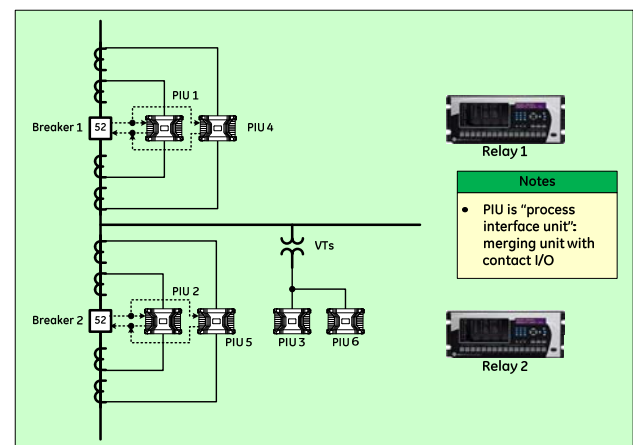 PIU 1
Breaker 1
52
PIU 4
Relay 1
Notes
• PIU is “process
interface unit”:
merging unit with
contact I/O
VTs
PIU 2
Breaker 2
52
PIU 5
PIU 3
PIU 6
Relay 2